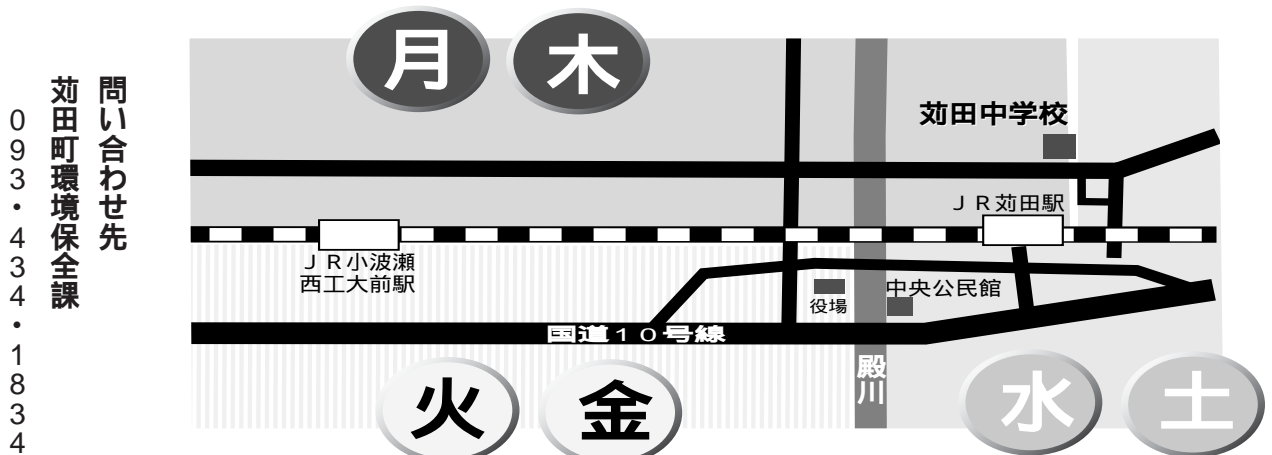 問い合わせ先
苅田町環境保全課
０９３・４３４・１８３４
月
木
苅田中学校
ＪＲ苅田駅
ＪＲ小波瀬
西工大前駅
役場
中央公民館
国道１０号線
殿川
火
金
水
土